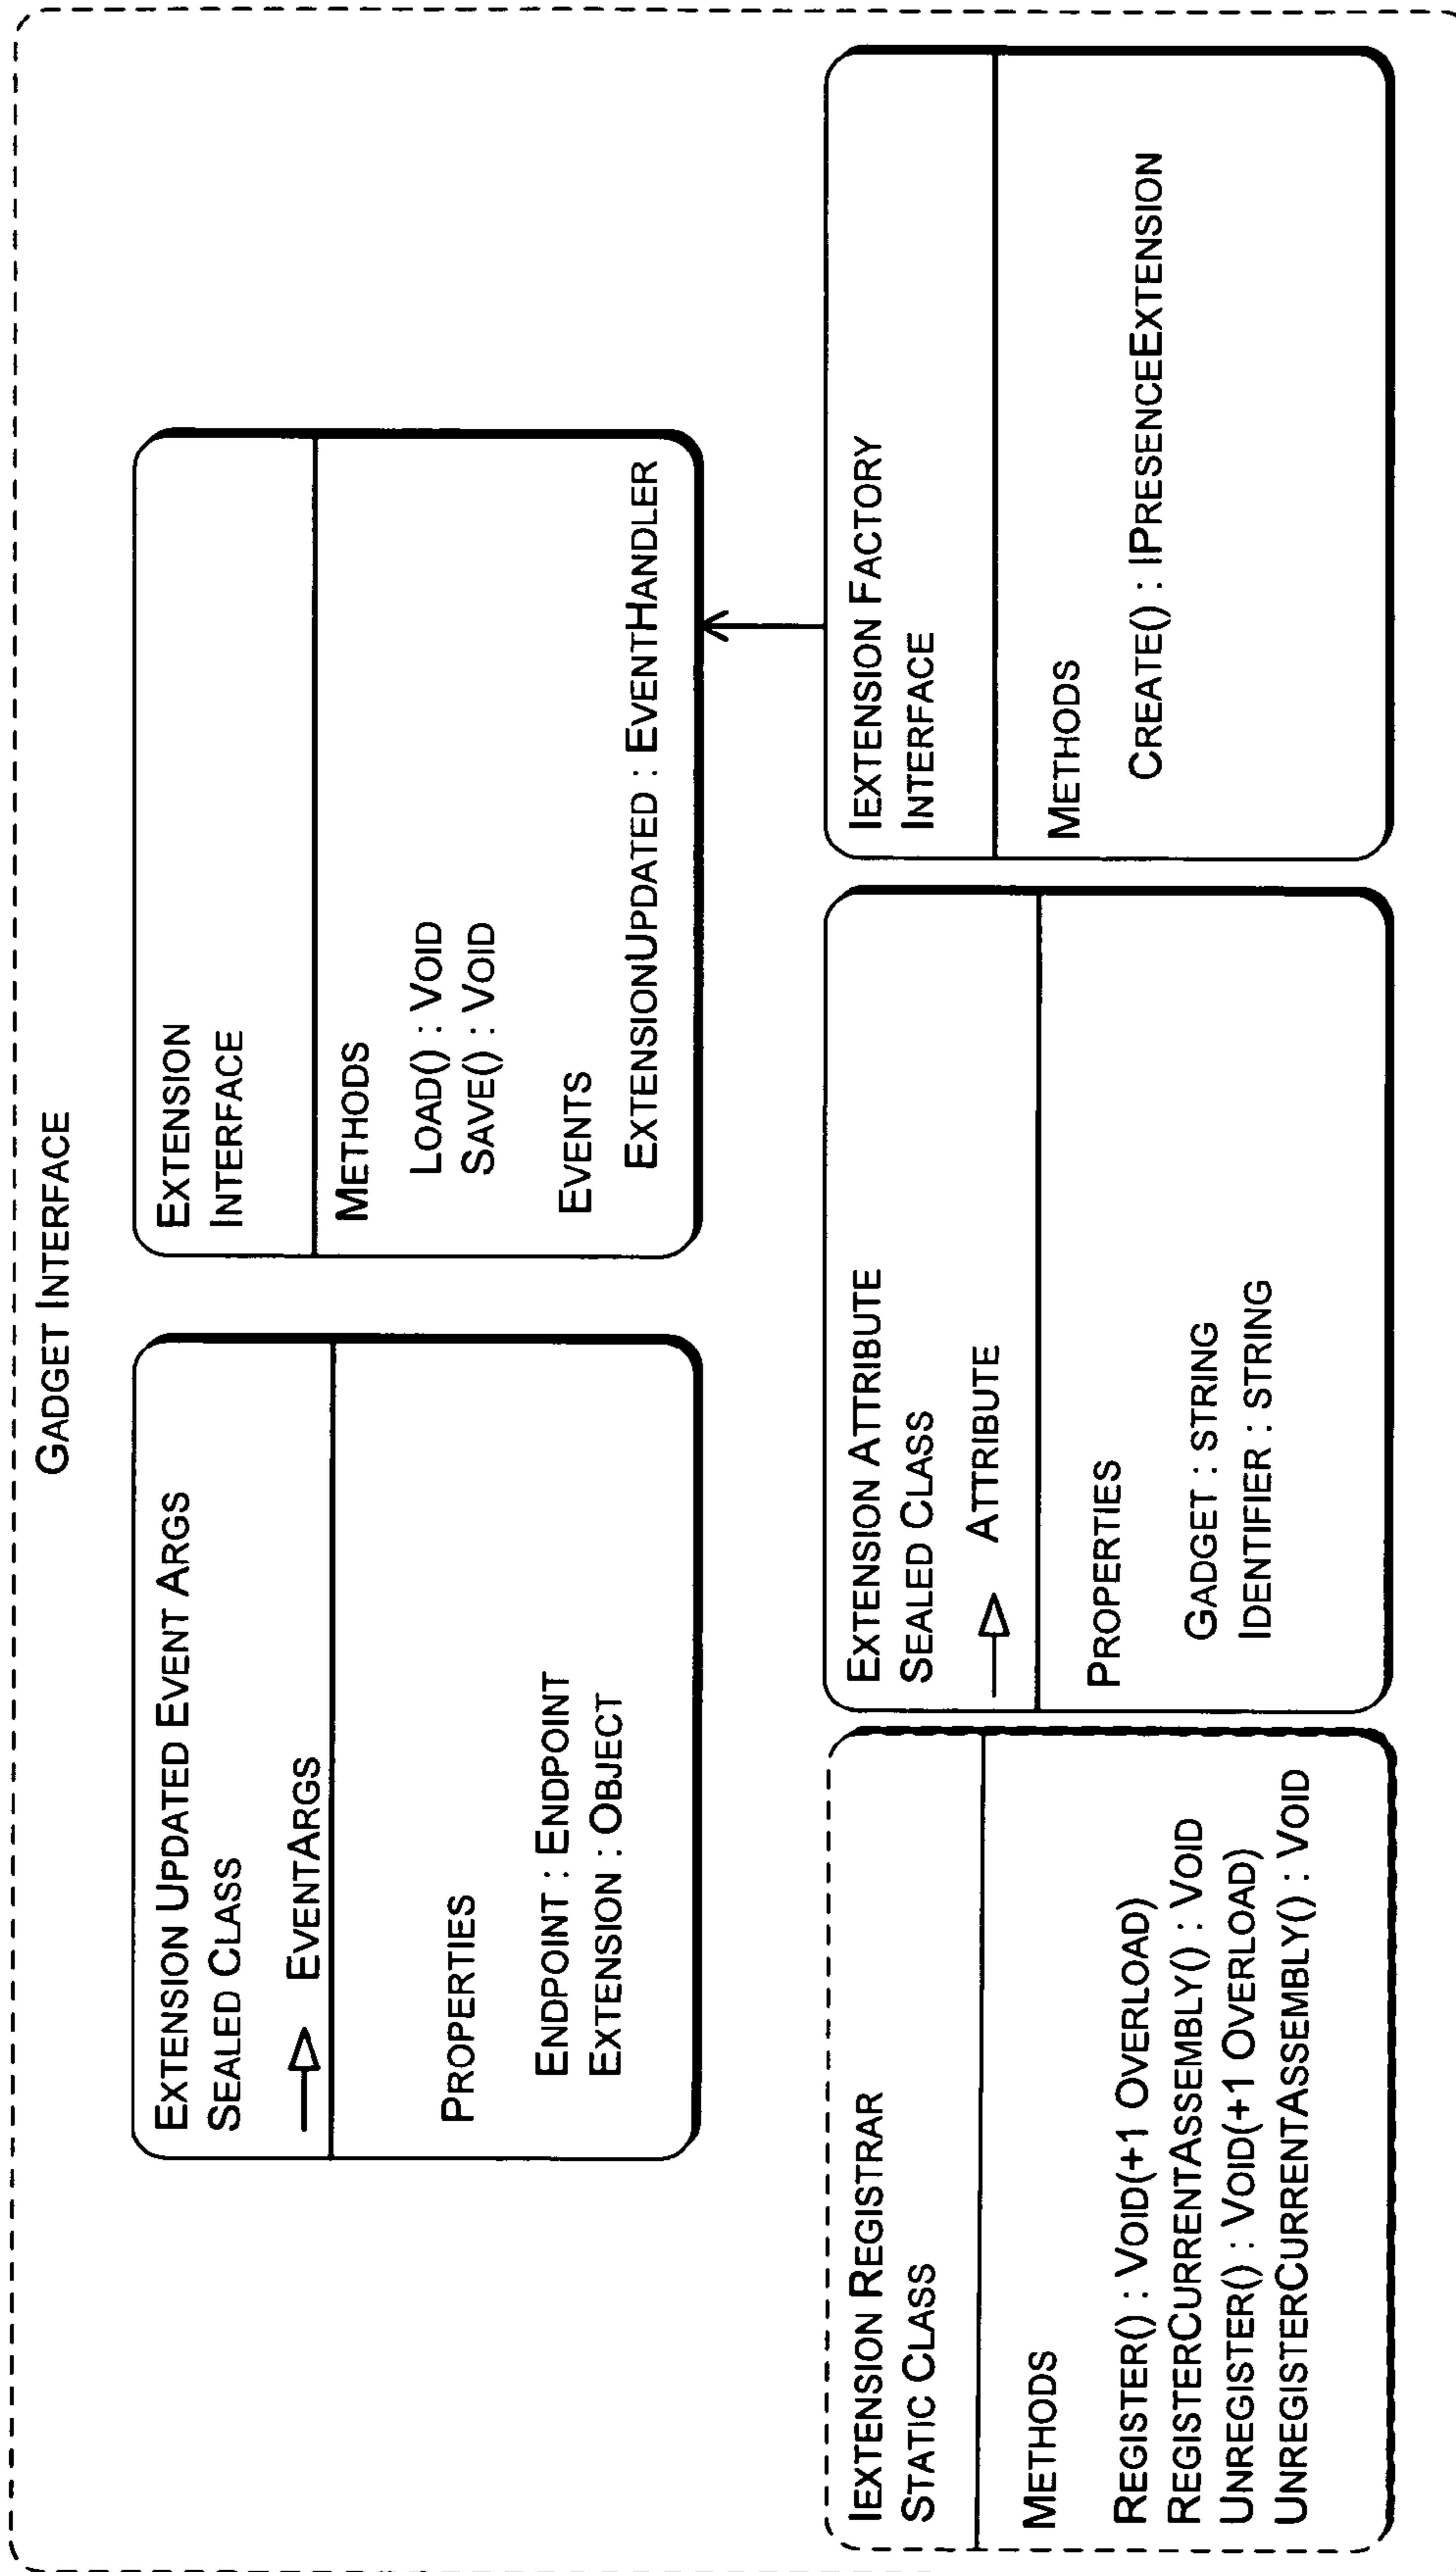 GADGET INTERFACE
EXTENSION UPDATED EVENT ARGS
SEALED CLASS
EVENTARGS
PROPERTIES
ENDPOINT : ENDPOINT
EXTENSION : OBJECT
EXTENSION
INTERFACE
METHODS
LOAD() : VOID
SAVE() : VOID
EVENTS
EXTENSIONUPDATED : EVENTHANDLER
IEXTENSION REGISTRAR
STATIC CLASS
METHODS
REGISTER() : VOID(+1 OVERLOAD)
REGISTERCURRENTASSEMBLY() : VOID
UNREGISTER() : VOID(+1 OVERLOAD)
UNREGISTERCURRENTASSEMBLY() : VOID
EXTENSION ATTRIBUTE
SEALED CLASS
ATTRIBUTE
PROPERTIES
GADGET : STRING
IDENTIFIER : STRING
IEXTENSION FACTORY
INTERFACE
METHODS
CREATE() : IPRESENCEEXTENSION